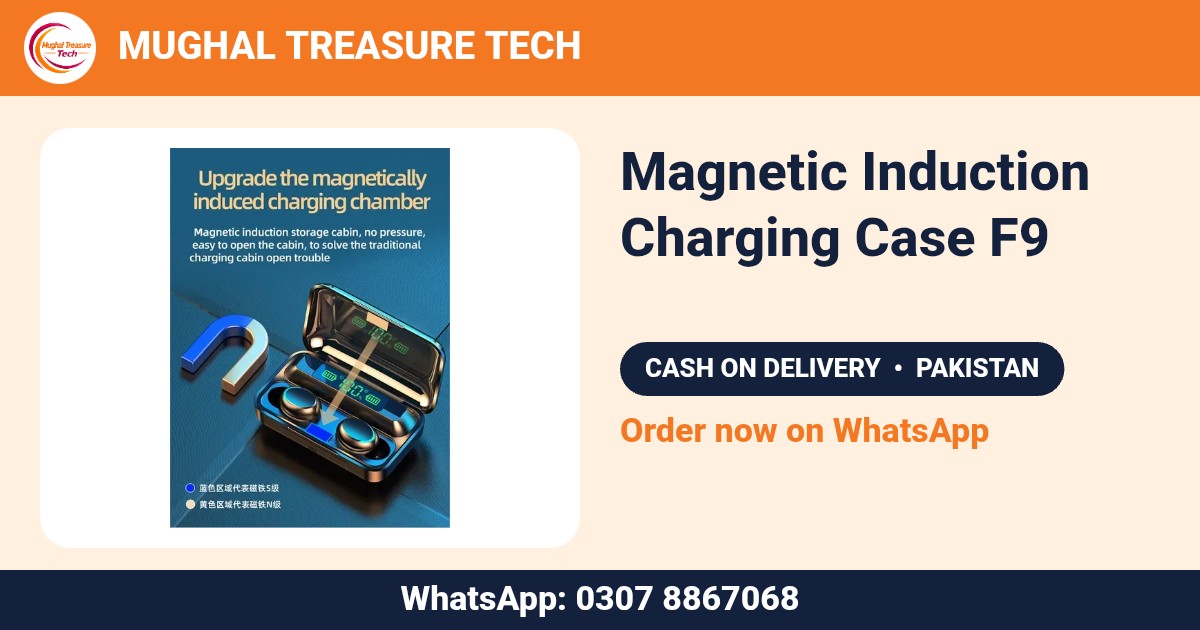 Mughal Treasure
Tech
MUGHAL TREASURE TECH
Upgrade the magnetically
induced charging chamber
Magnetic induction storage cabin, no pressure,
easy to open the cabin, to solve the traditional
charging cabin open trouble
蓝色区域代表磁铁S级
黄色区域代表磁铁N级
Magnetic Induction
Charging Case F9
CASH ON DELIVERY • PAKISTAN
Order now on WhatsApp
WhatsApp: 0307 8867068